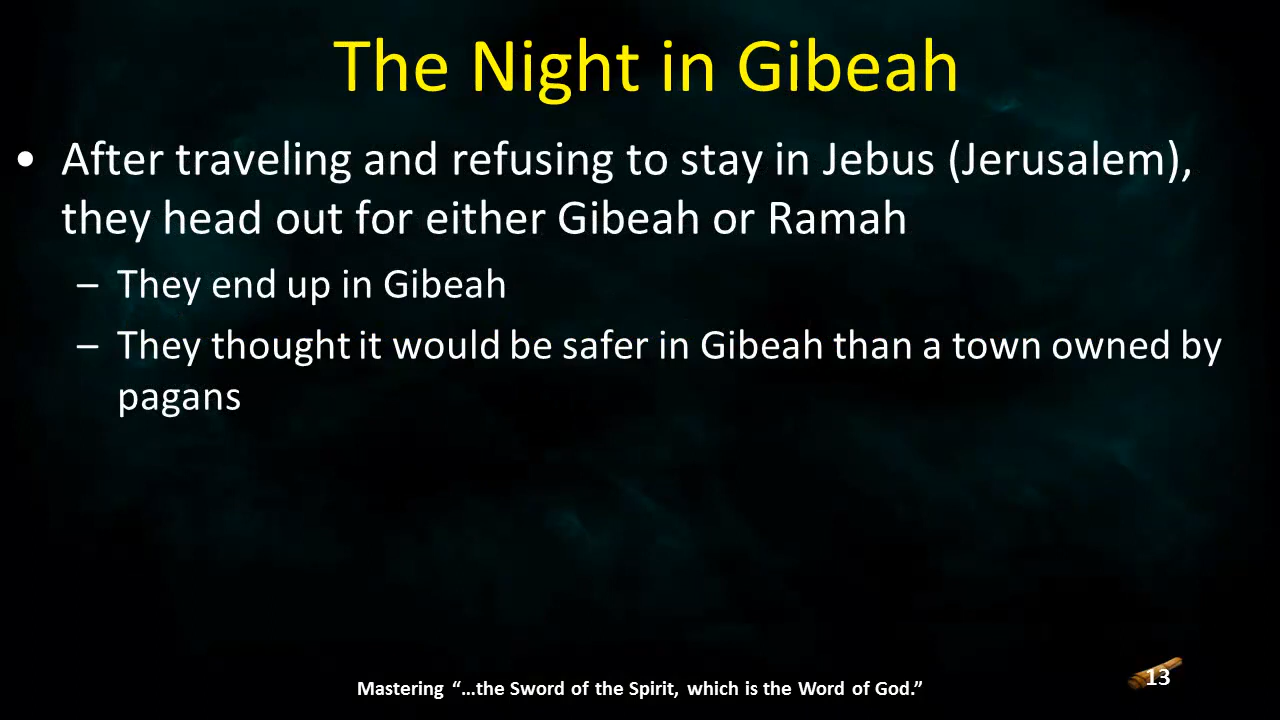 The Night in Gibeah
• After traveling and refusing to stay in Jebus (Jerusalem),
they head out for either Gibeah or Ramah
– They end up in Gibeah
– They thought it would be safer in Gibeah than a town owned by
pagans
Mastering “…the Sword of the Spirit, which is the Word of God.”
13